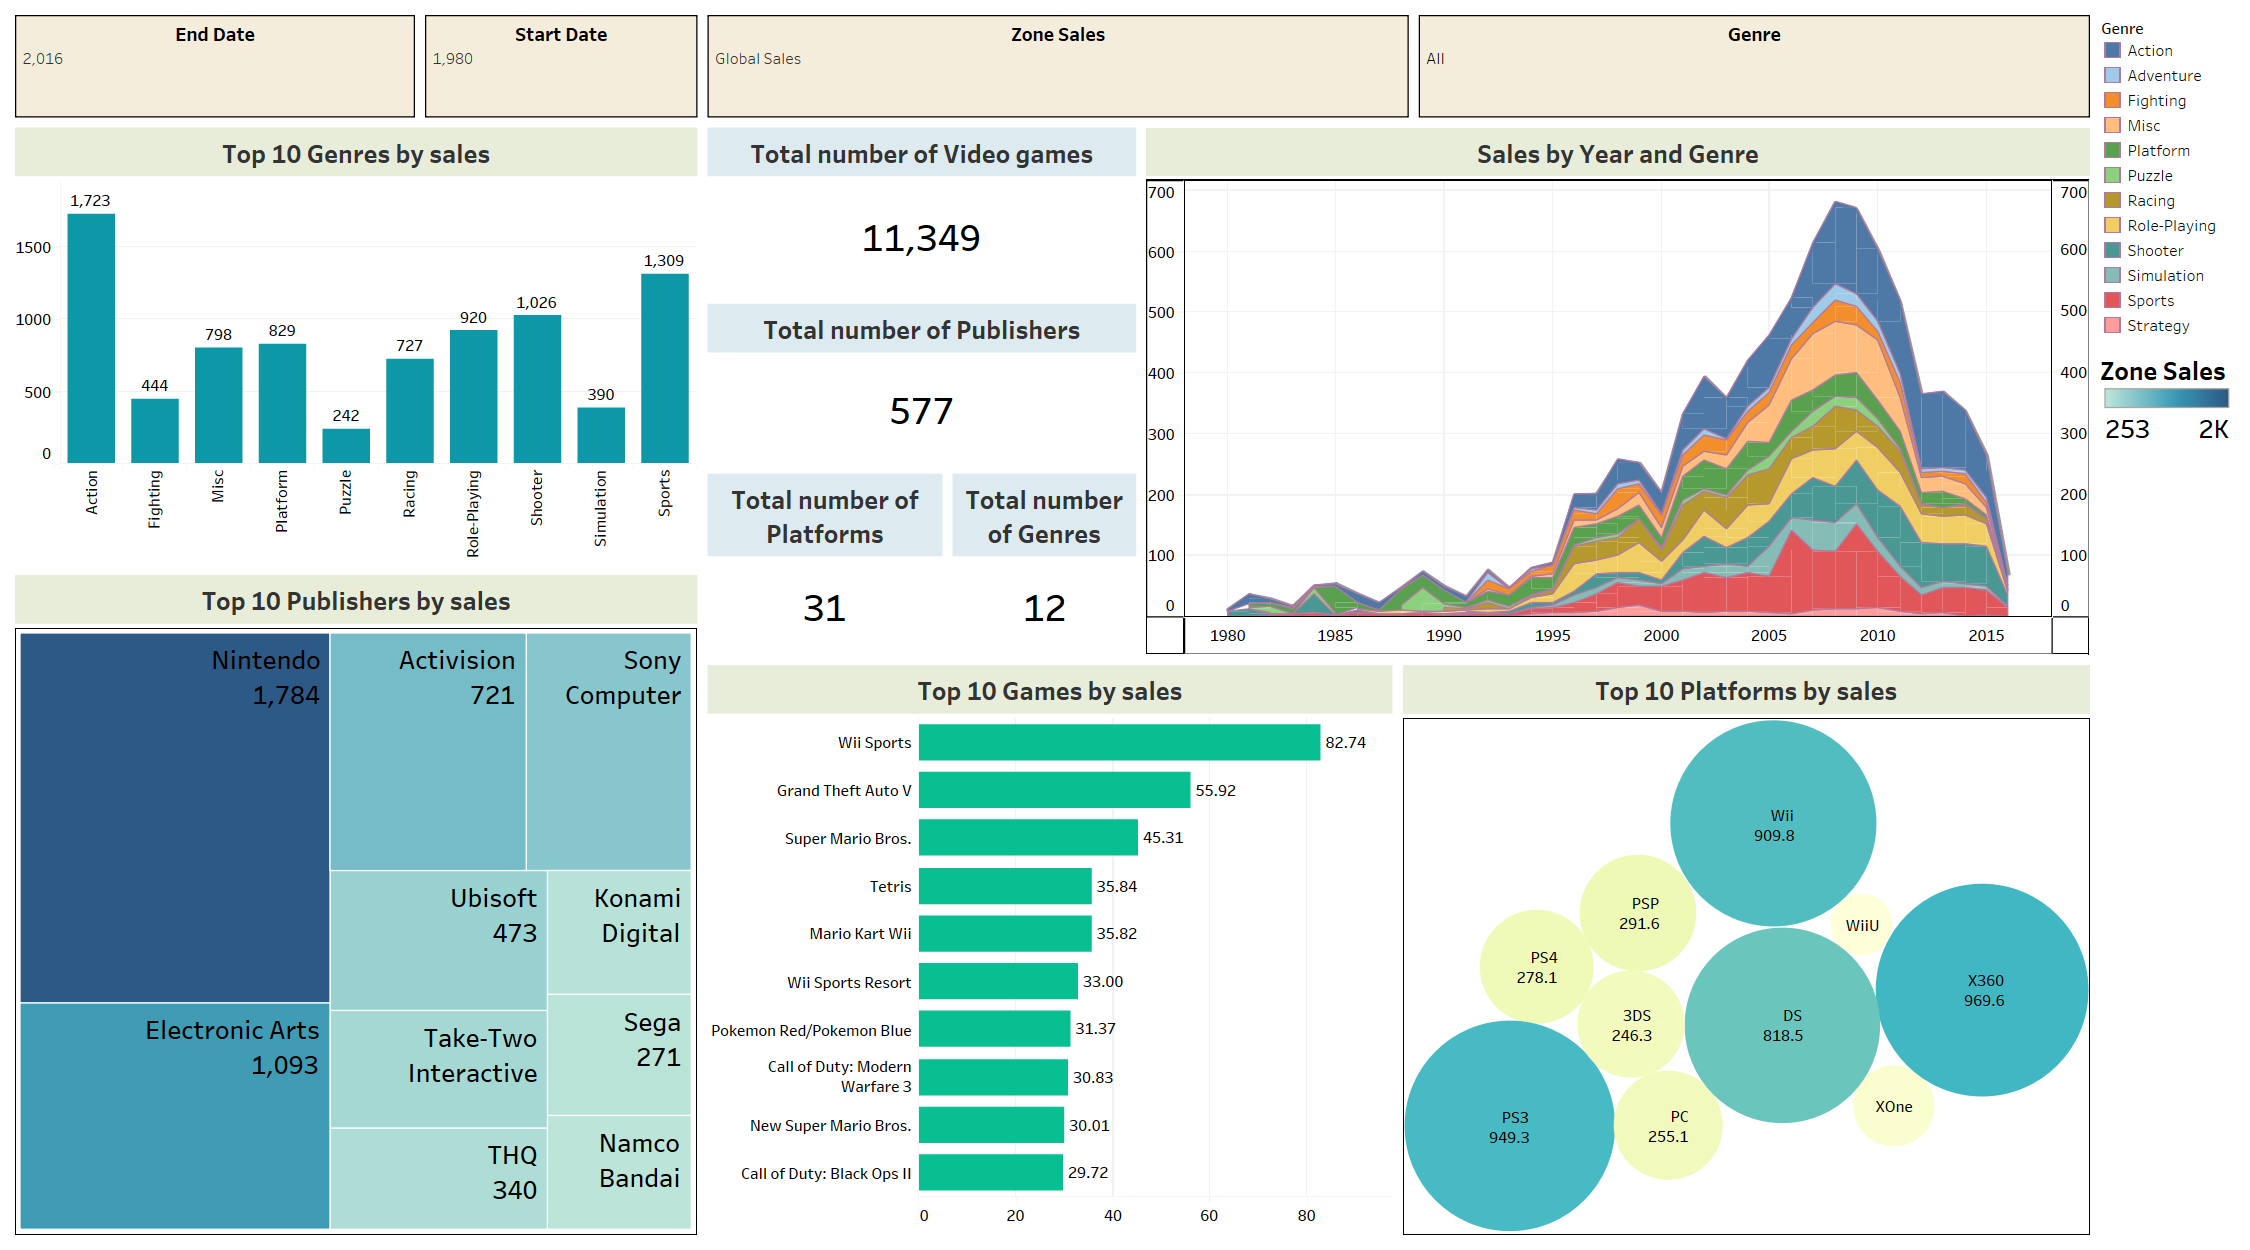 End Date
2,016
Start Date
1,980
Zone Sales
Global Sales
Genre
All
Genre
Action
Adventure
Fighting
Misc
Platform
Puzzle
Racing
Role-Playing
Shooter
Simulation
Sports
Strategy
Zone Sales
253 2K
Top 10 Genres by sales
1500
1000
500
0
1,723
444
798
829
242
727
920
1,026
390
1,309
Action
Fighting
Misc
Platform
Puzzle
Racing
Role-Playing
Shooter
Simulation
Sports
Total number of Video games
11,349
Total number of Publishers
577
Total number of
Platforms
31
Total number
of Genres
12
Sales by Year and Genre
700
600
500
400
300
200
100
0
700
600
500
400
300
200
100
0
1980 1985 1990 1995 2000 2005 2010 2015
Top 10 Publishers by sales
Nintendo
1,784
Activision
721
Sony
Computer
Electronic Arts
1,093
Ubisoft
473
Konami
Digital
Take-Two
Interactive
Sega
271
THQ
340
Namco
Bandai
Top 10 Games by sales
Wii Sports 82.74
Grand Theft Auto V 55.92
Super Mario Bros. 45.31
Tetris 35.84
Mario Kart Wii 35.82
Wii Sports Resort 33.00
Pokemon Red/Pokemon Blue 31.37
Call of Duty: Modern
Warfare 3 30.83
New Super Mario Bros. 30.01
Call of Duty: Black Ops II 29.72
0 20 40 60 80
Top 10 Platforms by sales
Wii
909.8
PSP
291.6
WiiU
PS4
278.1
X360
969.6
3DS
246.3
DS
818.5
PS3
949.3
PC
255.1
XOne